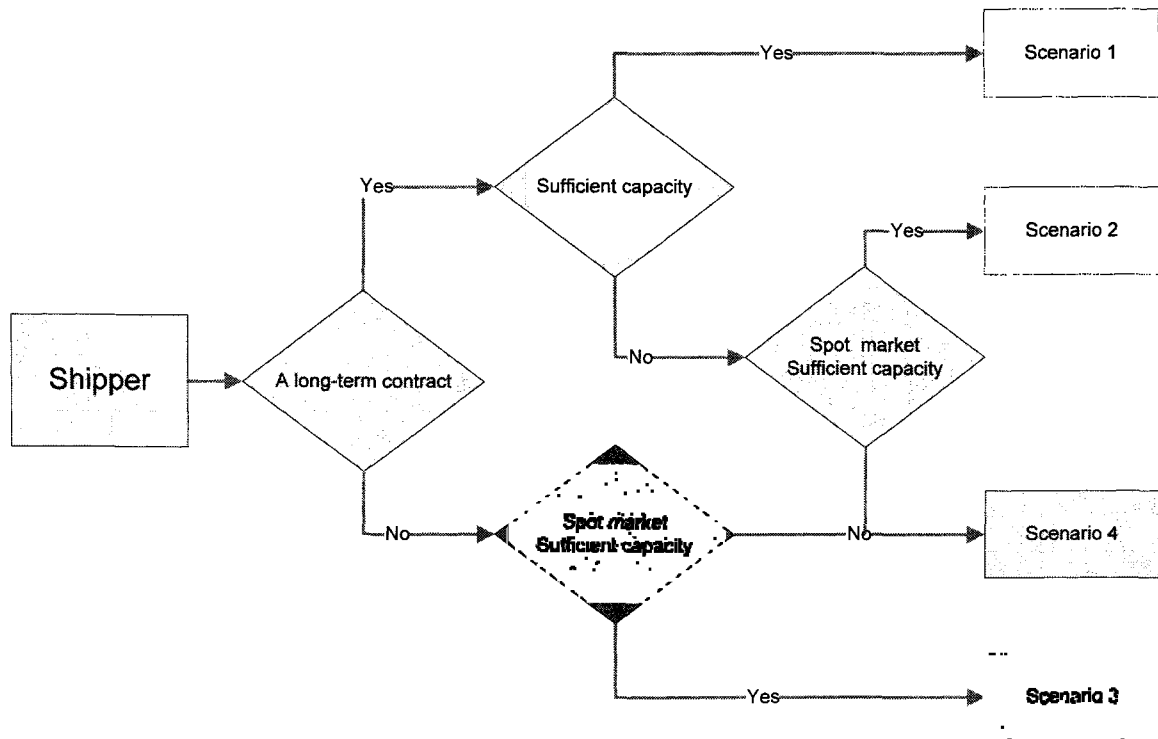 Yes
Scenario 1
Yes
Sufficient capacity
Yes
Scenario 2
No
Spot market
Sufficient capacity
Shipper
A long-term contract
No
Spot market
Sufficient capacity
No
Scenario 4
Yes
Scenario 3